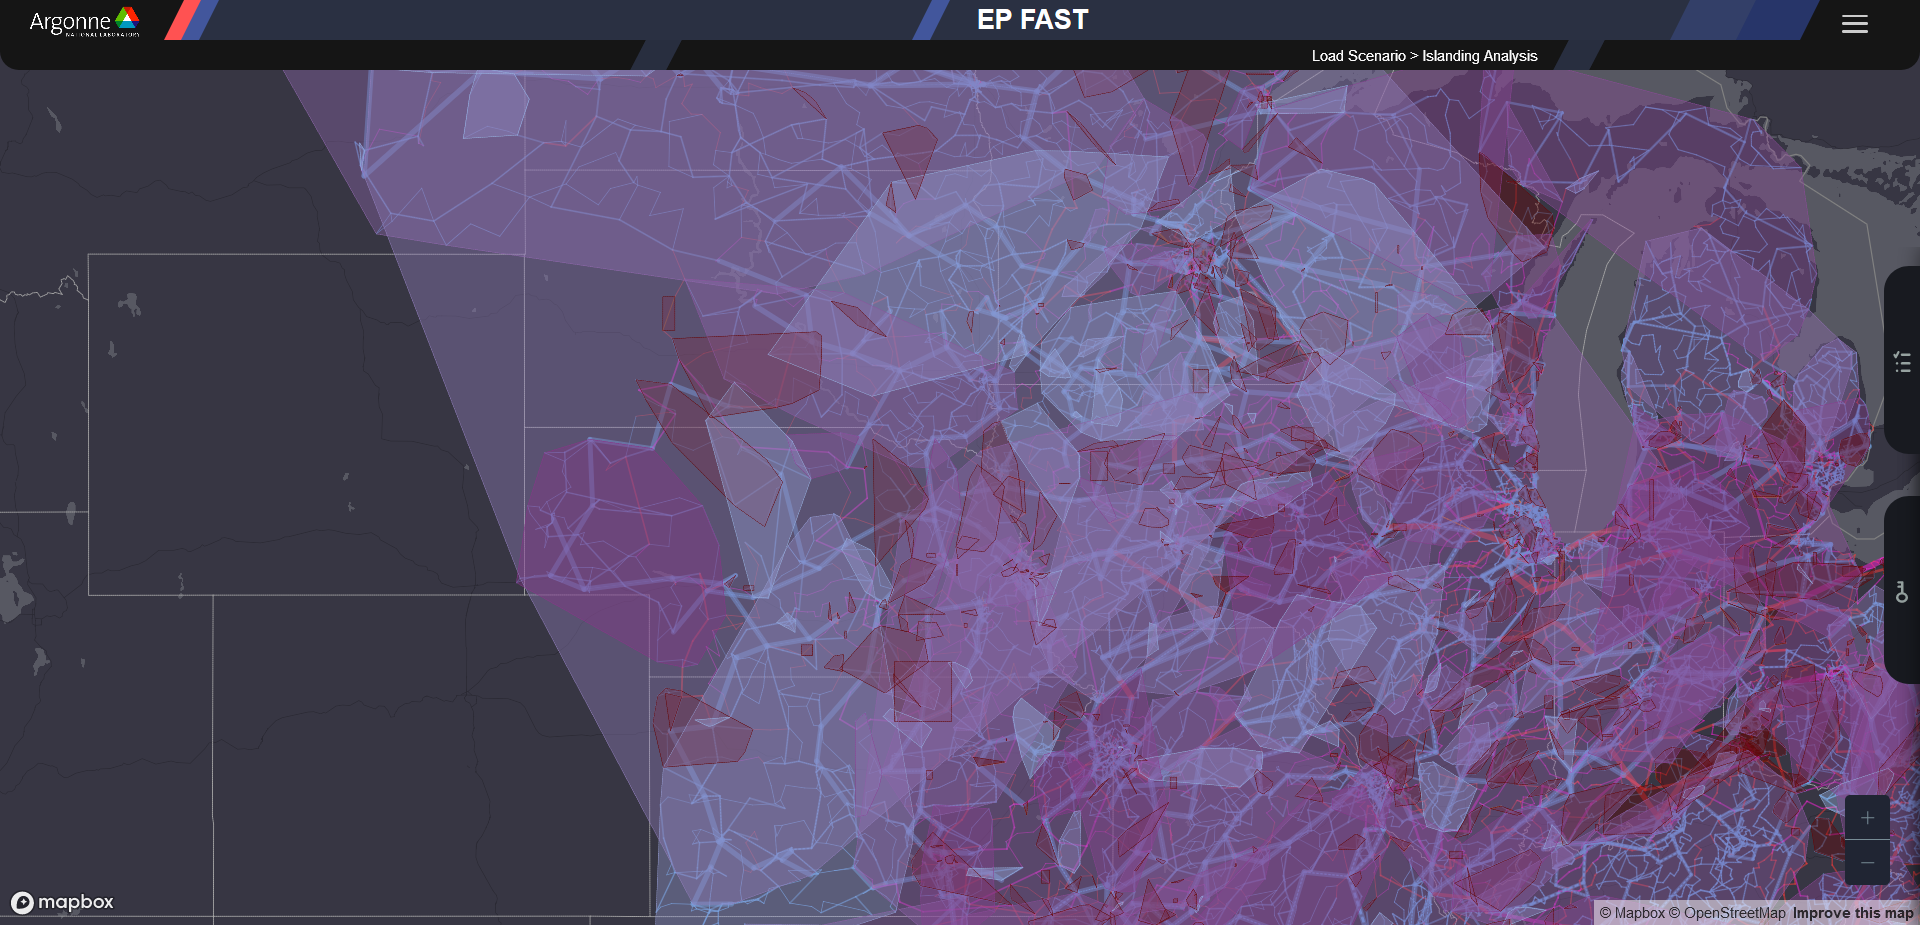 Argonne
NATIONAL LABORATORY
EP FAST
Load Scenario > Islanding Analysis
mapbox
© Mapbox © OpenStreetMap Improve this map